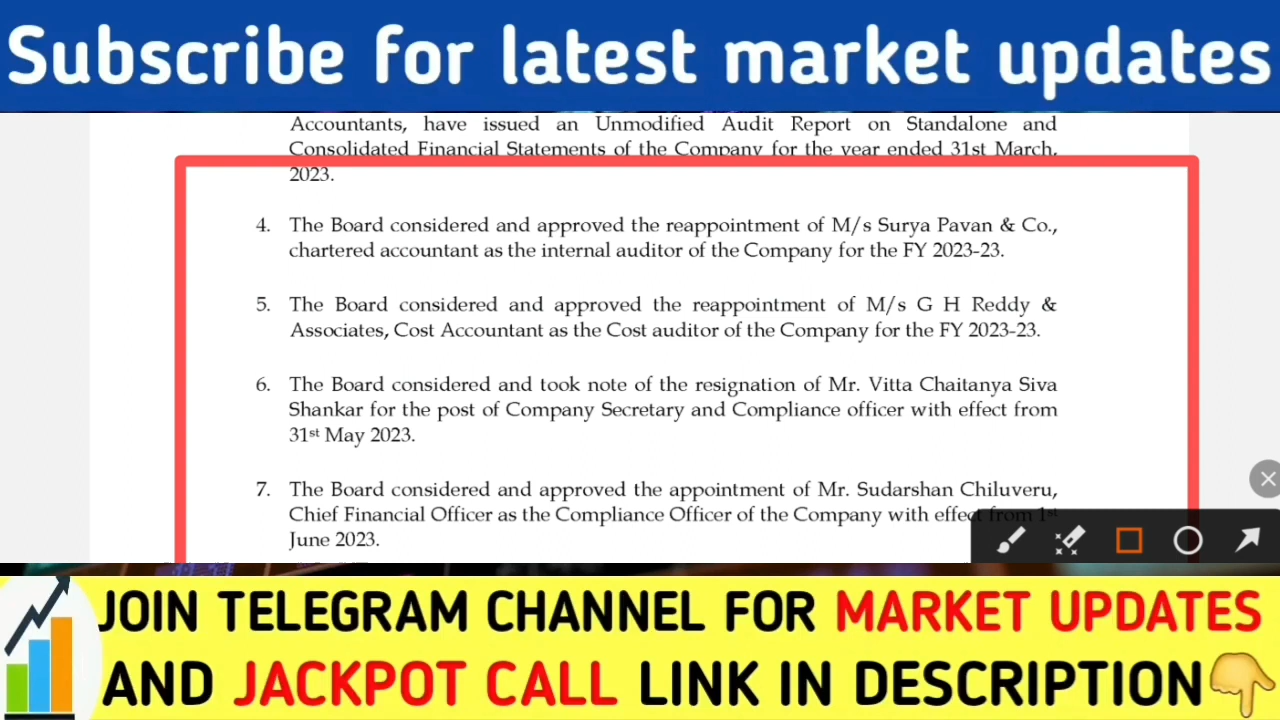 Subscribe for latest market updates
Accountants, have issued an Unmodified Audit Report on Standalone and
Consolidated Financial Statements of the Company for the year ended 31st March,
2023.
4. The Board considered and approved the reappointment of M/s Surya Pavan & Co.,
chartered accountant as the internal auditor of the Company for the FY 2023-23.
5. The Board considered and approved the reappointment of M/s G H Reddy &
Associates, Cost Accountant as the Cost auditor of the Company for the FY 2023-23.
6. The Board considered and took note of the resignation of Mr. Vitta Chaitanya Siva
Shankar for the post of Company Secretary and Compliance officer with effect from
31st May 2023.
7. The Board considered and approved the appointment of Mr. Sudarshan Chiluveru,
Chief Financial Officer as the Compliance Officer of the Company with effect from 1st
June 2023.
JOIN TELEGRAM CHANNEL FOR MARKET UPDATES
AND JACKPOT CALL LINK IN DESCRIPTION👇